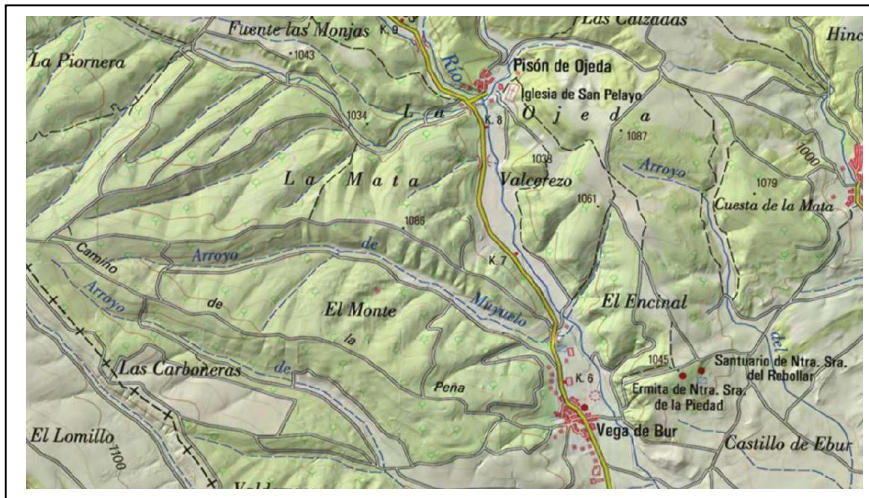 Fuente las Monjas
K. 9
Río
Las Calzadas
Hinc
La Piornera
1043
Pisón de Ojeda
Iglesia de San Pelayo
La Ojeda
K. 8
1034
1087
1038
1000
La Mata
Valcerezo
Arroyo
1079
1061
Cuesta de la Mata
1086
Camino de la Peña
Arroyo de Muyuelo
K. 7
Arroyo de
El Monte
El Encinal
del
Las Carboneras
1045
Santuario de Ntra. Sra.
del Rebollar
K. 6
Ermita de Ntra. Sra.
de la Piedad
El Lomillo
1100
Vega de Bur
Castillo de Ebur